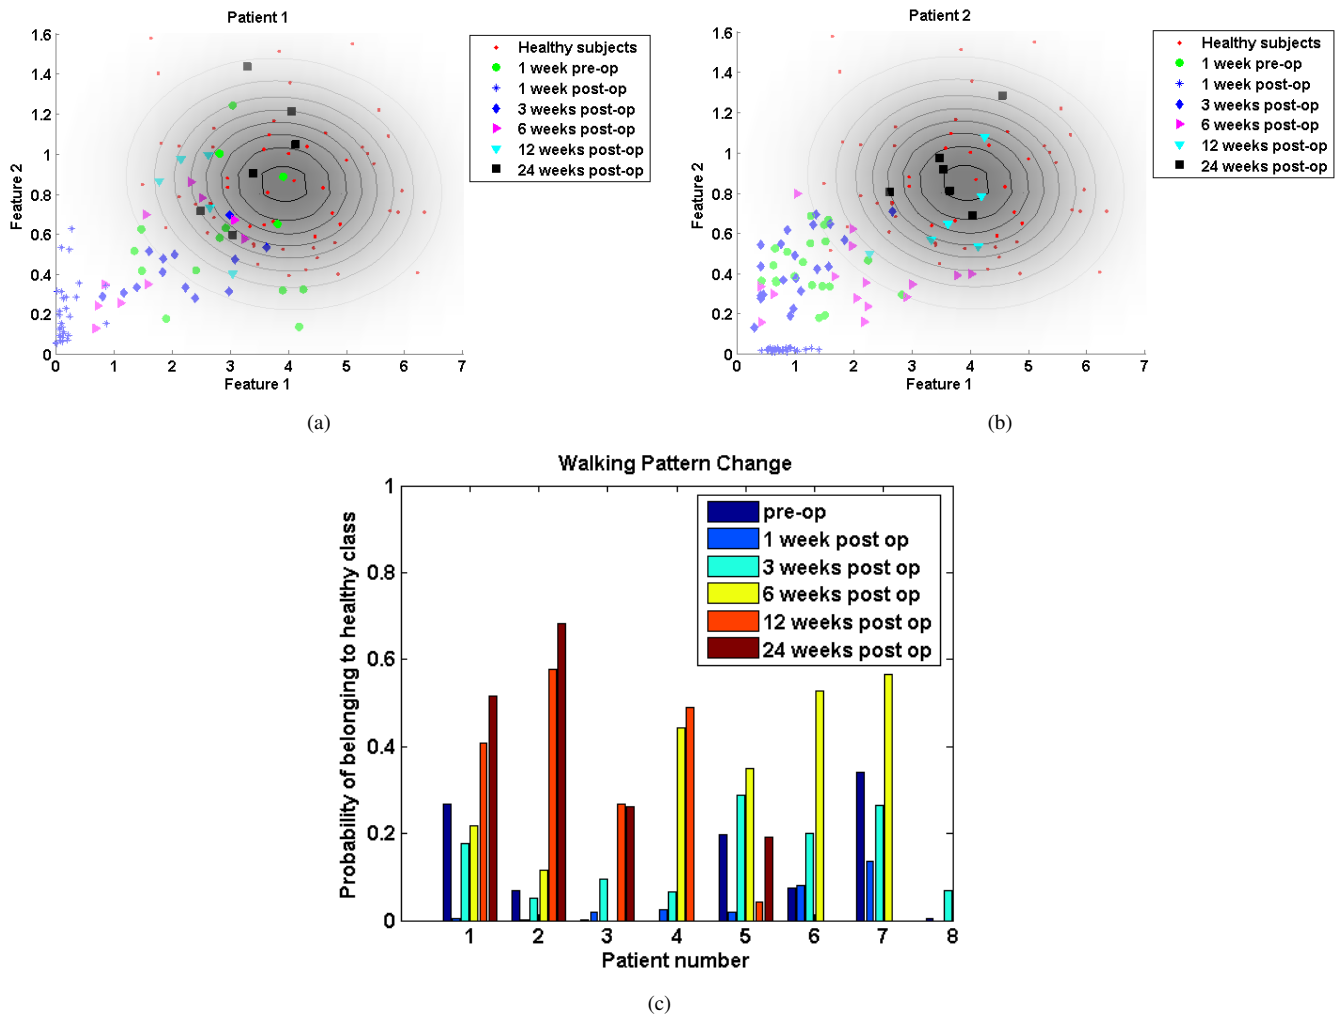 Patient 1
1.6
1.4
1.2
1
0.8
0.6
0.4
0.2
0
Feature 2
0 1 2 3 4 5 6 7
Feature 1
Healthy subjects
1 week pre-op
1 week post-op
3 weeks post-op
6 weeks post-op
12 weeks post-op
24 weeks post-op
(a)
Patient 2
1.6
1.4
1.2
1
0.8
0.6
0.4
0.2
0
Feature 2
0 1 2 3 4 5 6 7
Feature 1
Healthy subjects
1 week pre-op
1 week post-op
3 weeks post-op
6 weeks post-op
12 weeks post-op
24 weeks post-op
(b)
Walking Pattern Change
1
0.8
0.6
0.4
0.2
0
Probability of belonging to healthy class
pre-op
1 week post op
3 weeks post op
6 weeks post op
12 weeks post op
24 weeks post op
1 2 3 4 5 6 7 8
Patient number
(c)